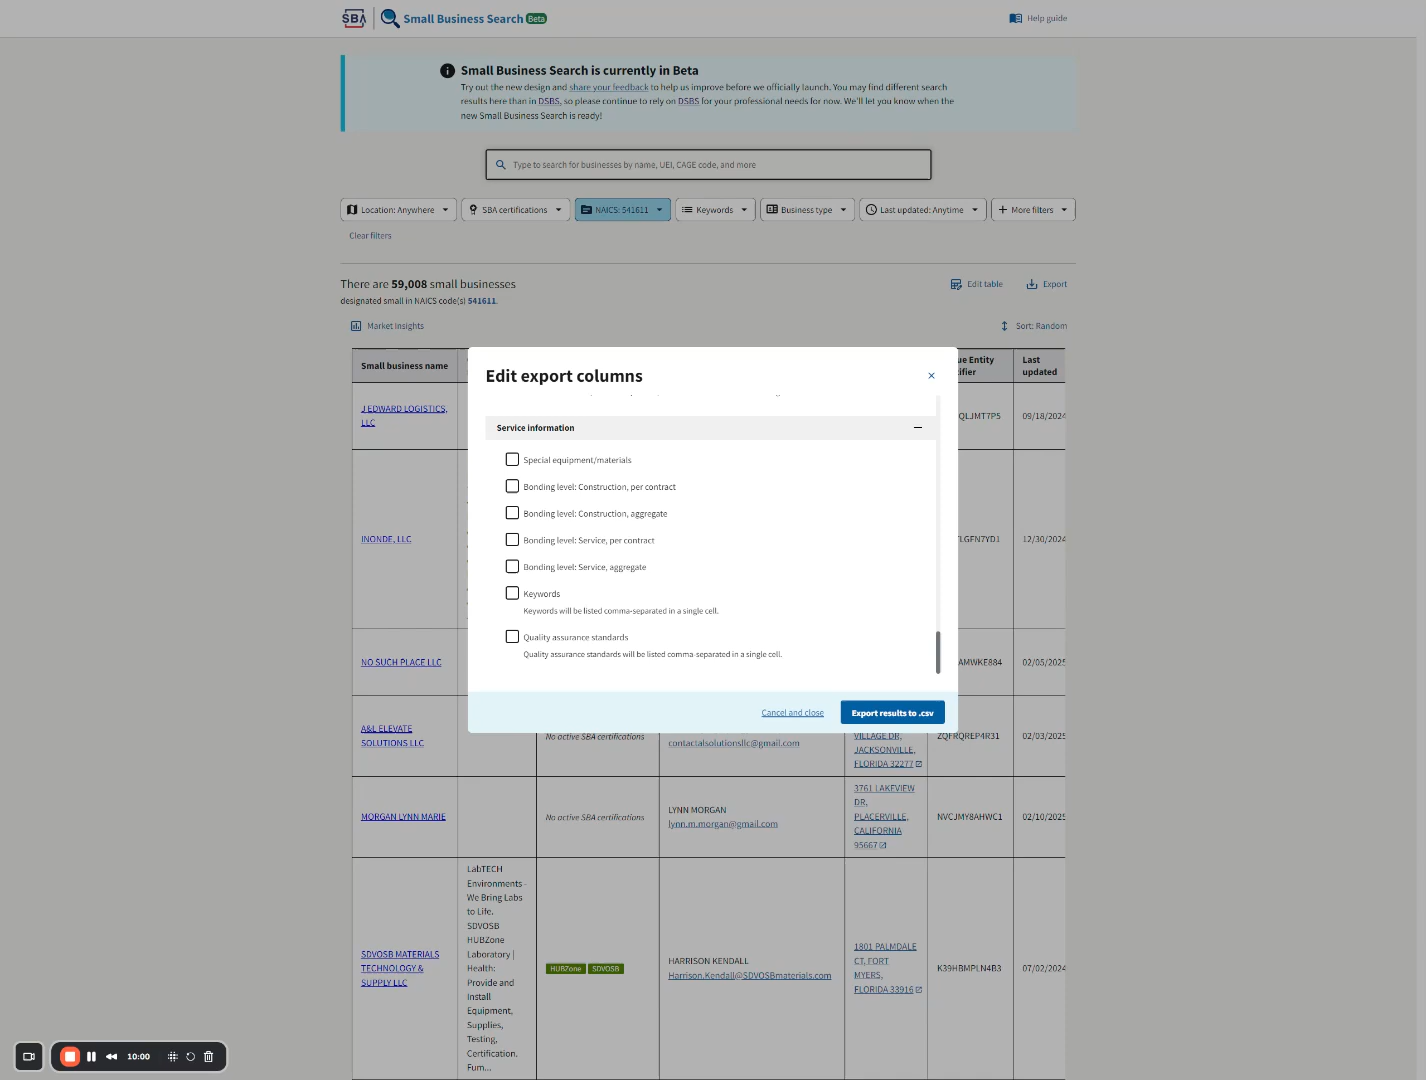 SBA Small Business Search Beta
Help guide
Small Business Search is currently in Beta
Try out the new design and share your feedback to help us improve before we officially launch. You may find different search
results here than in DSBS, so please continue to rely on DSBS for your professional needs for now. We'll let you know when the
new Small Business Search is ready!
Type to search for businesses by name, UEI, CAGE code, and more
Location: Anywhere
SBA certifications
NAICS: 541611
Keywords
Business type
Last updated: Anytime
More filters
Clear filters
There are 59,008 small businesses
designated small in NAICS code(s) 541611.
Edit table
Export
Market Insights
Sort: Random
Small business name
ue Entity
ifier
Last
updated
J EDWARD LOGISTICS,
LLC
QLJMT7P5
09/18/2024
INONDE, LLC
LGFN7YD1
12/30/2024
NO SUCH PLACE LLC
AMWKE884
02/05/2025
Edit export columns
Service information
Special equipment/materials
Bonding level: Construction, per contract
Bonding level: Construction, aggregate
Bonding level: Service, per contract
Bonding level: Service, aggregate
Keywords
Keywords will be listed comma-separated in a single cell.
Quality assurance standards
Quality assurance standards will be listed comma-separated in a single cell.
Cancel and close
Export results to .csv
A&L ELEVATE
SOLUTIONS LLC
No active SBA certifications
contactalsolutionsllc@gmail.com
VILLAGE DR,
JACKSONVILLE,
FLORIDA 32277
ZQFRQREP4R31
02/03/2025
MORGAN LYNN MARIE
No active SBA certifications
LYNN MORGAN
lynn.m.morgan@gmail.com
3761 LAKEVIEW
DR,
PLACERVILLE,
CALIFORNIA
95667
NVCJMY8AHWC1
02/10/2025
SDVOSB MATERIALS
TECHNOLOGY &
SUPPLY LLC
LabTECH
Environments -
We Bring Labs
to Life.
SDVOSB
HUBZone
Laboratory |
Health:
Provide and
Install
Equipment,
Supplies,
Testing,
Certification,
Fum...
HUBZone SDVOSB
HARRISON KENDALL
Harrison.Kendall@SDVOSBmaterials.com
1801 PALMDALE
CT, FORT
MYERS,
FLORIDA 33916
K39HBMPLN4B3
07/02/2024
10:00